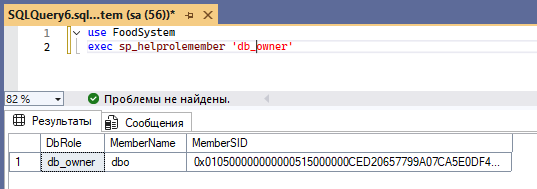 SQLQuery6.sql...tem (sa (56))*
1 use FoodSystem
2 exec sp_helprolemember 'db_owner'
82 % Проблемы не найдены.
Результаты Сообщения
DbRole MemberName MemberSID
1 db_owner dbo 0x010500000000000515000000CED20657799A07CA5E0DF4...